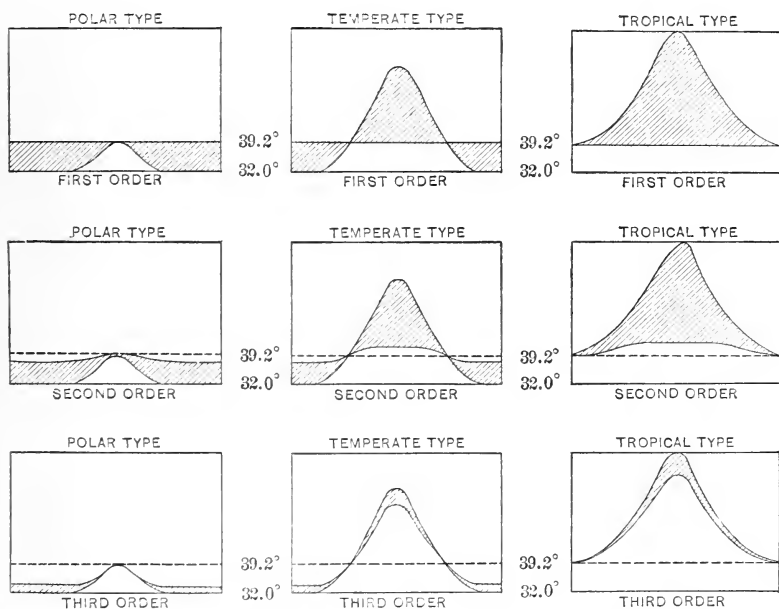 POLAR TYPE TEMPERATE TYPE TROPICAL TYPE
39.2° 39.2°
32.0° 32.0°
FIRST ORDER FIRST ORDER FIRST ORDER
POLAR TYPE TEMPERATE TYPE TROPICAL TYPE
39.2° 39.2°
32.0° 32.0°
SECOND ORDER SECOND ORDER SECOND ORDER
POLAR TYPE TEMPERATE TYPE TROPICAL TYPE
39.2° 39.2°
32.0° 32.0°
THIRD ORDER THIRD ORDER THIRD ORDER